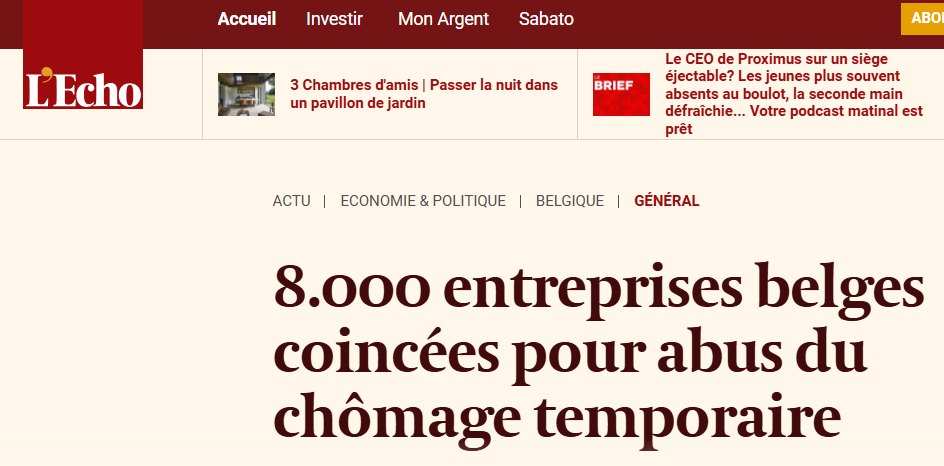 Accueil Investir Mon Argent Sabato
ABO
L'Echo
3 Chambres d'amis | Passer la nuit dans
un pavillon de jardin
LE
BRIEF
Le CEO de Proximus sur un siège
éjectable? Les jeunes plus souvent
absents au boulot, la seconde main
défraîchie... Votre podcast matinal est
prêt
ACTU | ECONOMIE & POLITIQUE | BELGIQUE | GÉNÉRAL
8.000 entreprises belges
coincées pour abus du
chômage temporaire